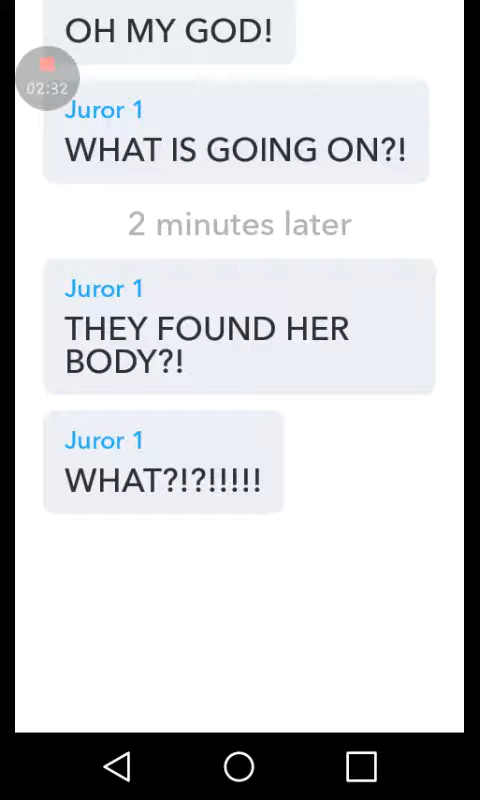 OH MY GOD!
02:32
Juror 1
WHAT IS GOING ON?!
2 minutes later
Juror 1
THEY FOUND HER
BODY?!
Juror 1
WHAT?!?!!!!!